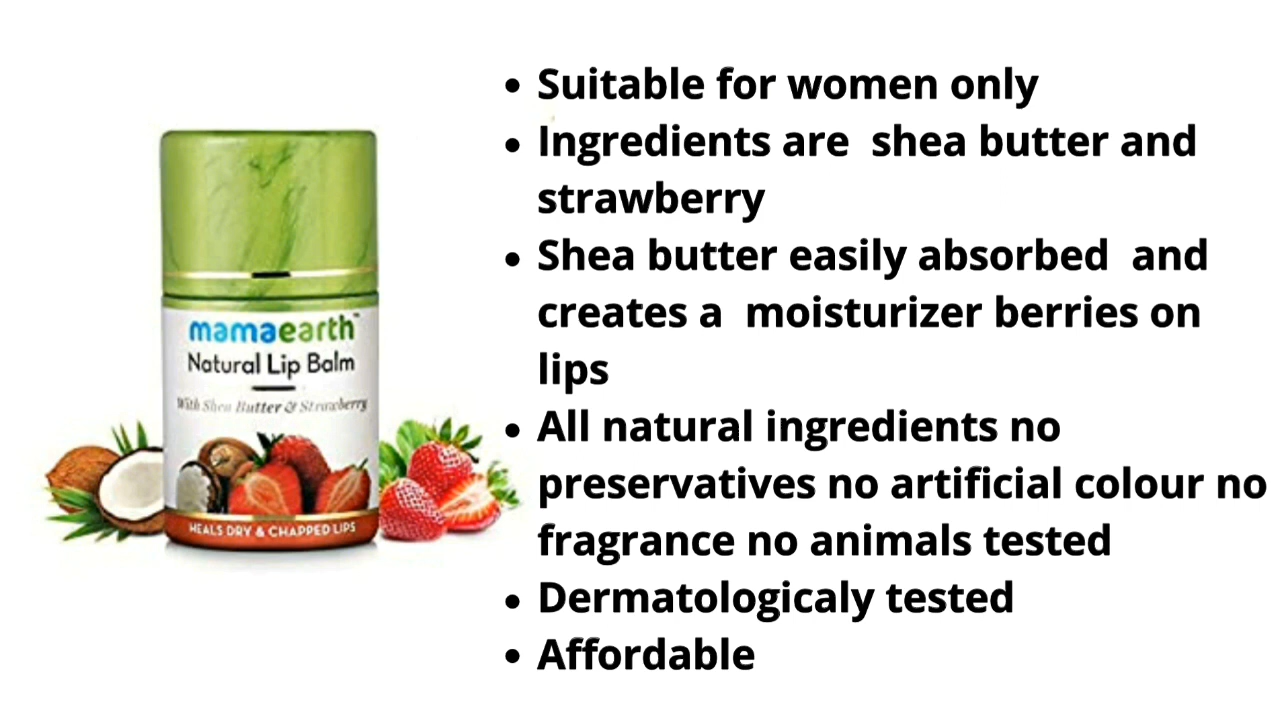 mamaearth™
Natural Lip Balm
With Shea Butter & Strawberry
HEALS DRY & CHAPPED LIPS
• Suitable for women only
• Ingredients are  shea butter and
strawberry
• Shea butter easily absorbed  and
creates a  moisturizer berries on
lips
• All natural ingredients no
preservatives no artificial colour no
fragrance no animals tested
• Dermatologicaly tested
• Affordable